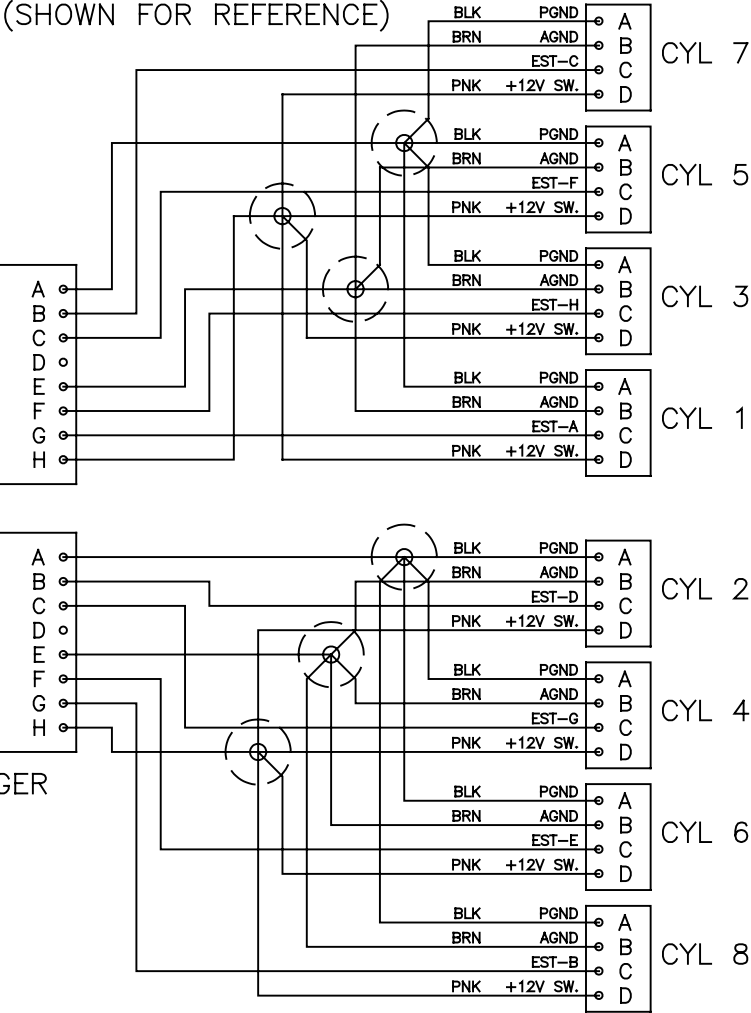 (SHOWN FOR REFERENCE)
BLK PGND A
BRN AGND B
EST-C C
PNK +12V SW. D
CYL 7
BLK PGND A
BRN AGND B
EST-F C
PNK +12V SW. D
CYL 5
BLK PGND A
BRN AGND B
EST-H C
PNK +12V SW. D
CYL 3
BLK PGND A
BRN AGND B
EST-A C
PNK +12V SW. D
CYL 1
A
B
C
D
E
F
G
H
BLK PGND A
BRN AGND B
EST-D C
PNK +12V SW. D
CYL 2
BLK PGND A
BRN AGND B
EST-G C
PNK +12V SW. D
CYL 4
BLK PGND A
BRN AGND B
EST-E C
PNK +12V SW. D
CYL 6
BLK PGND A
BRN AGND B
EST-B C
PNK +12V SW. D
CYL 8
A
B
C
D
E
F
G
H
GER